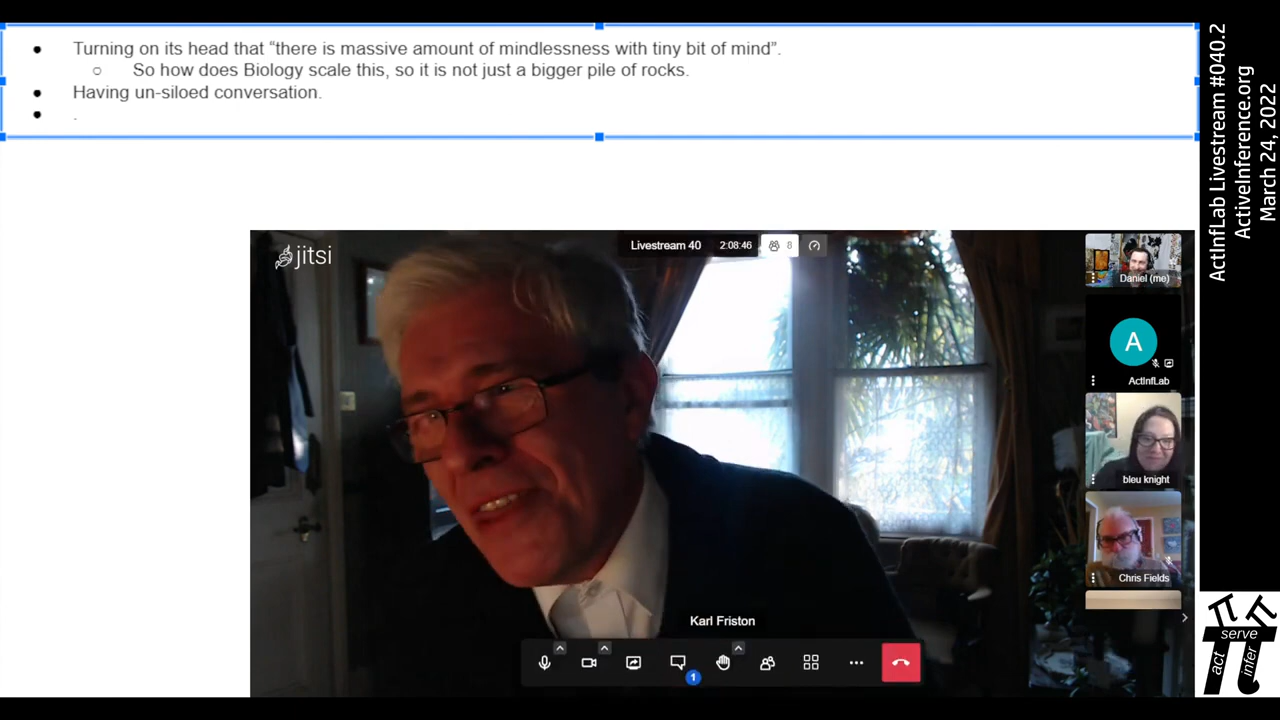 Turning on its head that “there is massive amount of mindlessness with tiny bit of mind”.
So how does Biology scale this, so it is not just a bigger pile of rocks.
Having un-siloed conversation.
.
ActInfLab Livestream #040.2
ActiveInference.org
March 24, 2022
jitsi
Livestream 40
2:08:46
8
Daniel (me)
A
ActInfLab
bleu knight
Chris Fields
Karl Friston
1
serve
act
infer